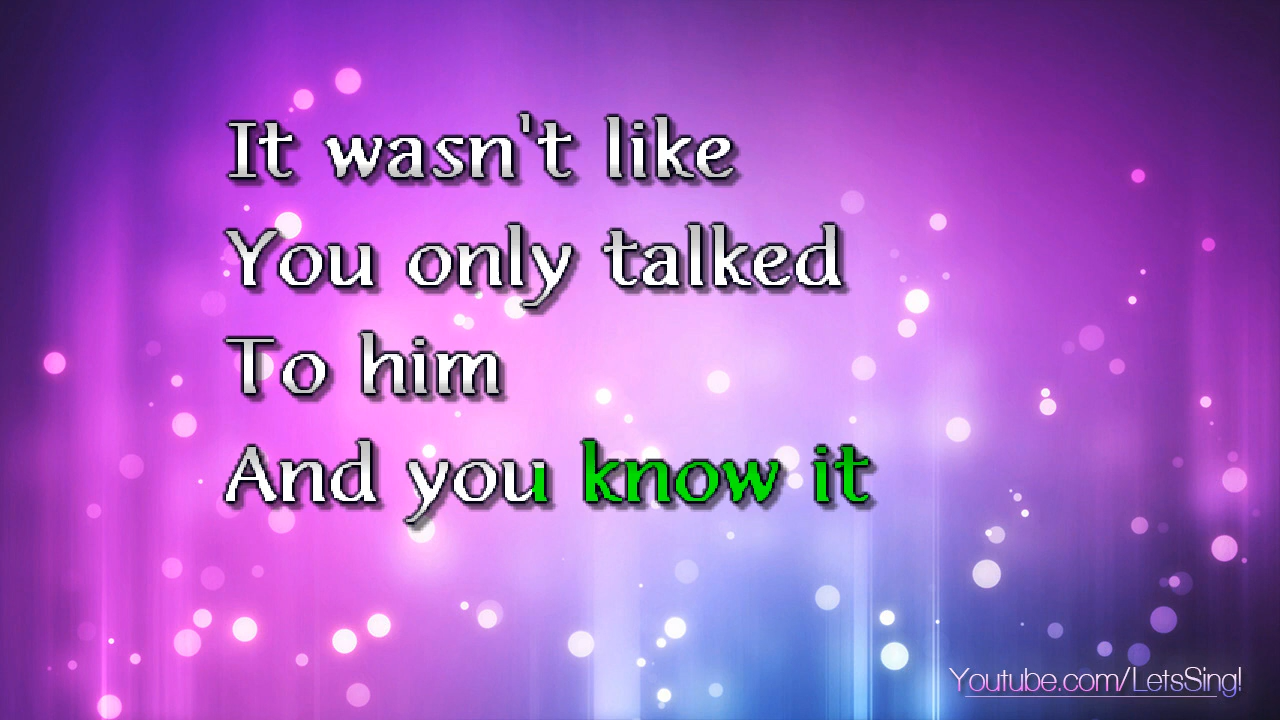 It wasn't like
You only talked
To him
And you know it
Youtube.com/LetsSing!